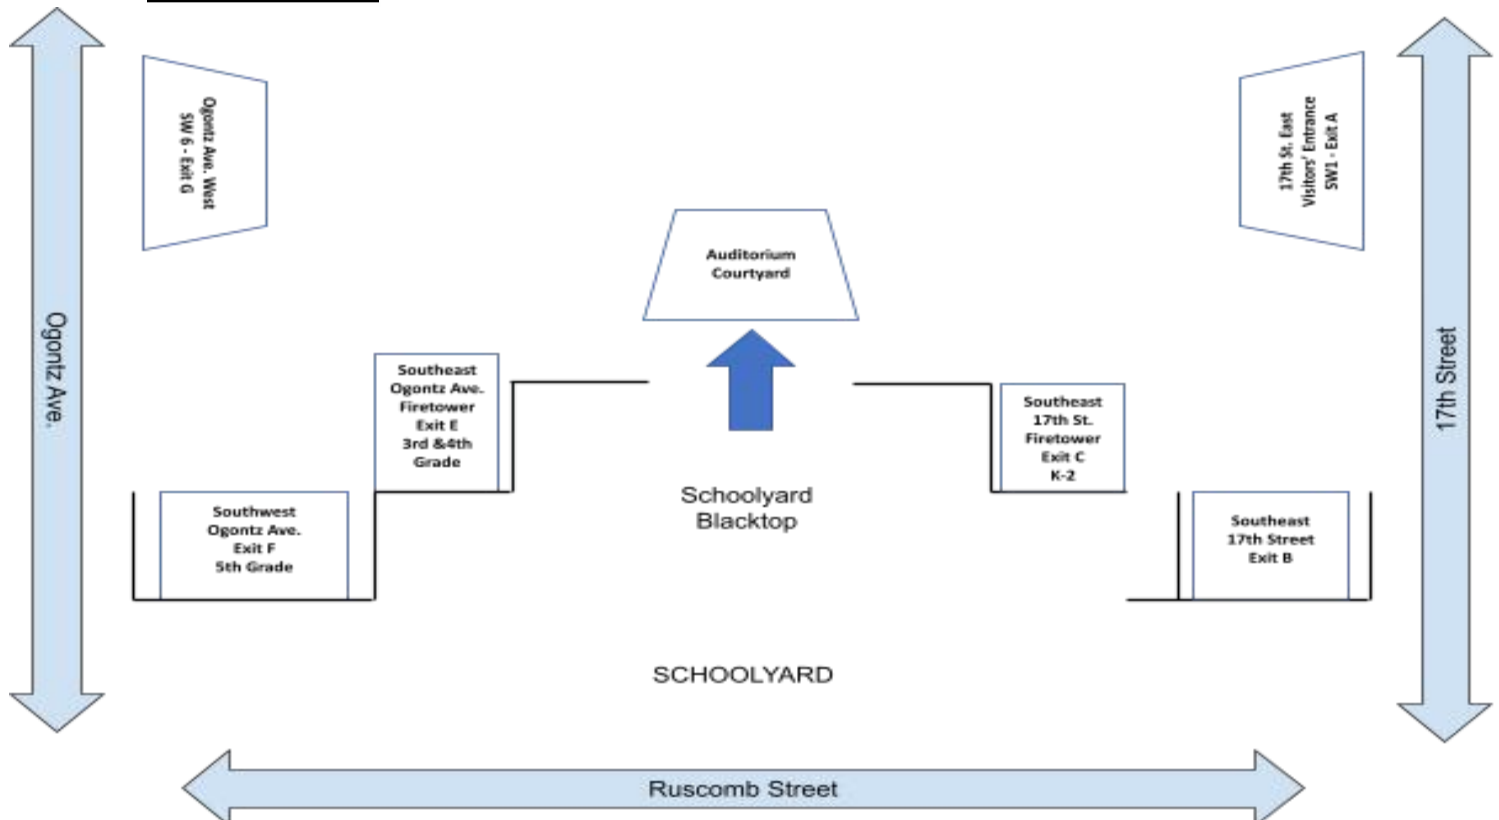 Ogontz Ave. West
SW 6 - Exit G
17th St. East
Visitors' Entrance
SW1 - Exit A
Auditorium
Courtyard
Ogontz Ave.
17th Street
Southeast
Ogontz Ave.
Firetower
Exit E
3rd &4th
Grade
Southeast
17th St.
Firetower
Exit C
K-2
Schoolyard
Blacktop
Southwest
Ogontz Ave.
Exit F
5th Grade
Southeast
17th Street
Exit B
SCHOOLYARD
Ruscomb Street